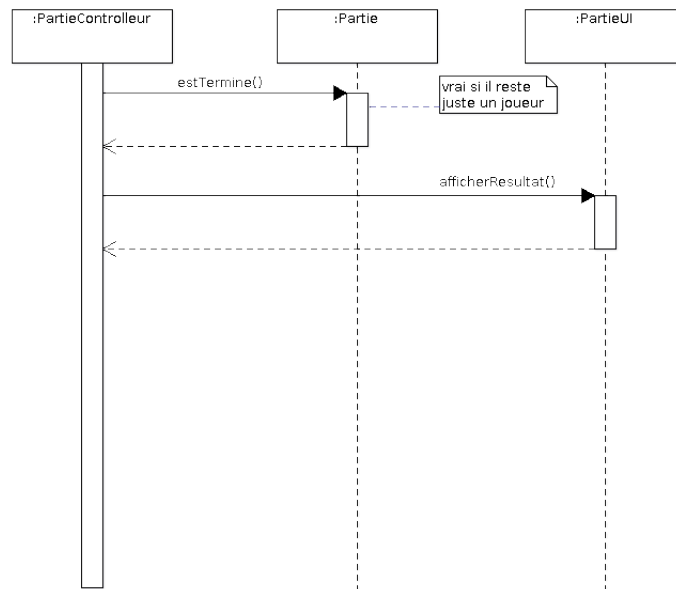 :PartieControlleur
:Partie
:PartieUI
estTermine()
vrai si il reste
juste un joueur
afficherResultat()